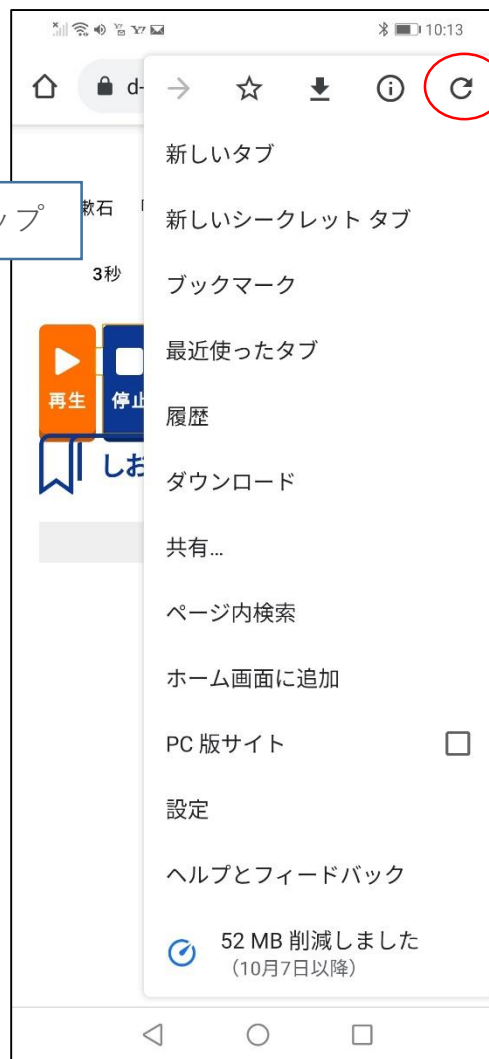 10:13
d-
新しいタブ
ップ
漱石 「
新しいシークレット タブ
3秒
ブックマーク
最近使ったタブ
再生
停止
履歴
しお
ダウンロード
共有...
ページ内検索
ホーム画面に追加
PC 版サイト
設定
ヘルプとフィードバック
52 MB 削減しました
（10月7日以降）